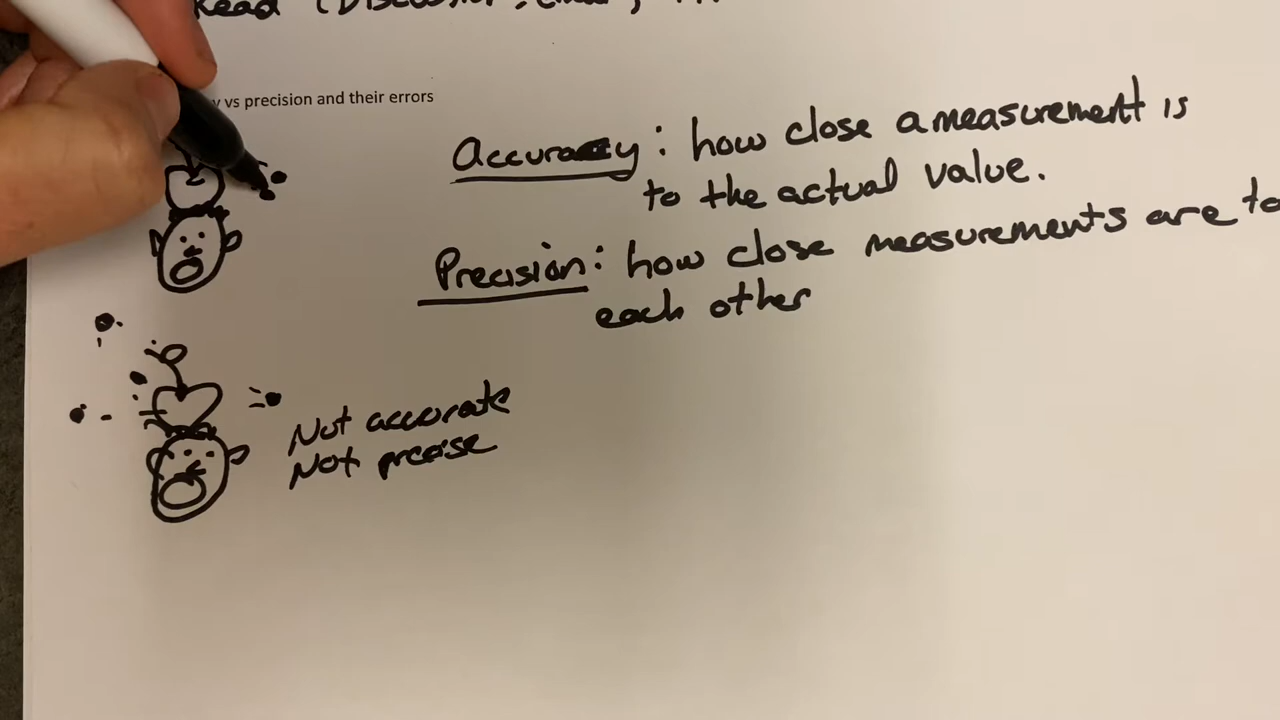 Read
vs precision and their errors
Accuracy: how close a measurement is
to the actual value.
Precision: how close measurements are to
each other
Not accurate
Not precise